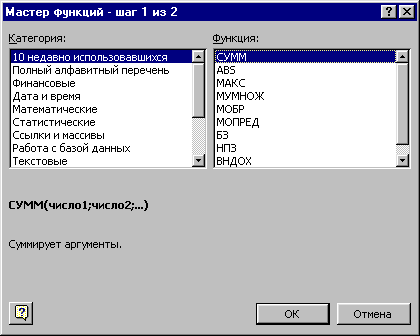 Мастер функций - шаг 1 из 2
Категория:
10 недавно использовавшихся
Полный алфавитный перечень
Финансовые
Дата и время
Математические
Статистические
Ссылки и массивы
Работа с базой данных
Текстовые
Функция:
СУММ
ABS
МАКС
МУМНОЖ
МОБР
МОПРЕД
БЗ
НПЗ
ВНДОХ
СУММ(число1;число2;...)
Суммирует аргументы.
OK
Отмена